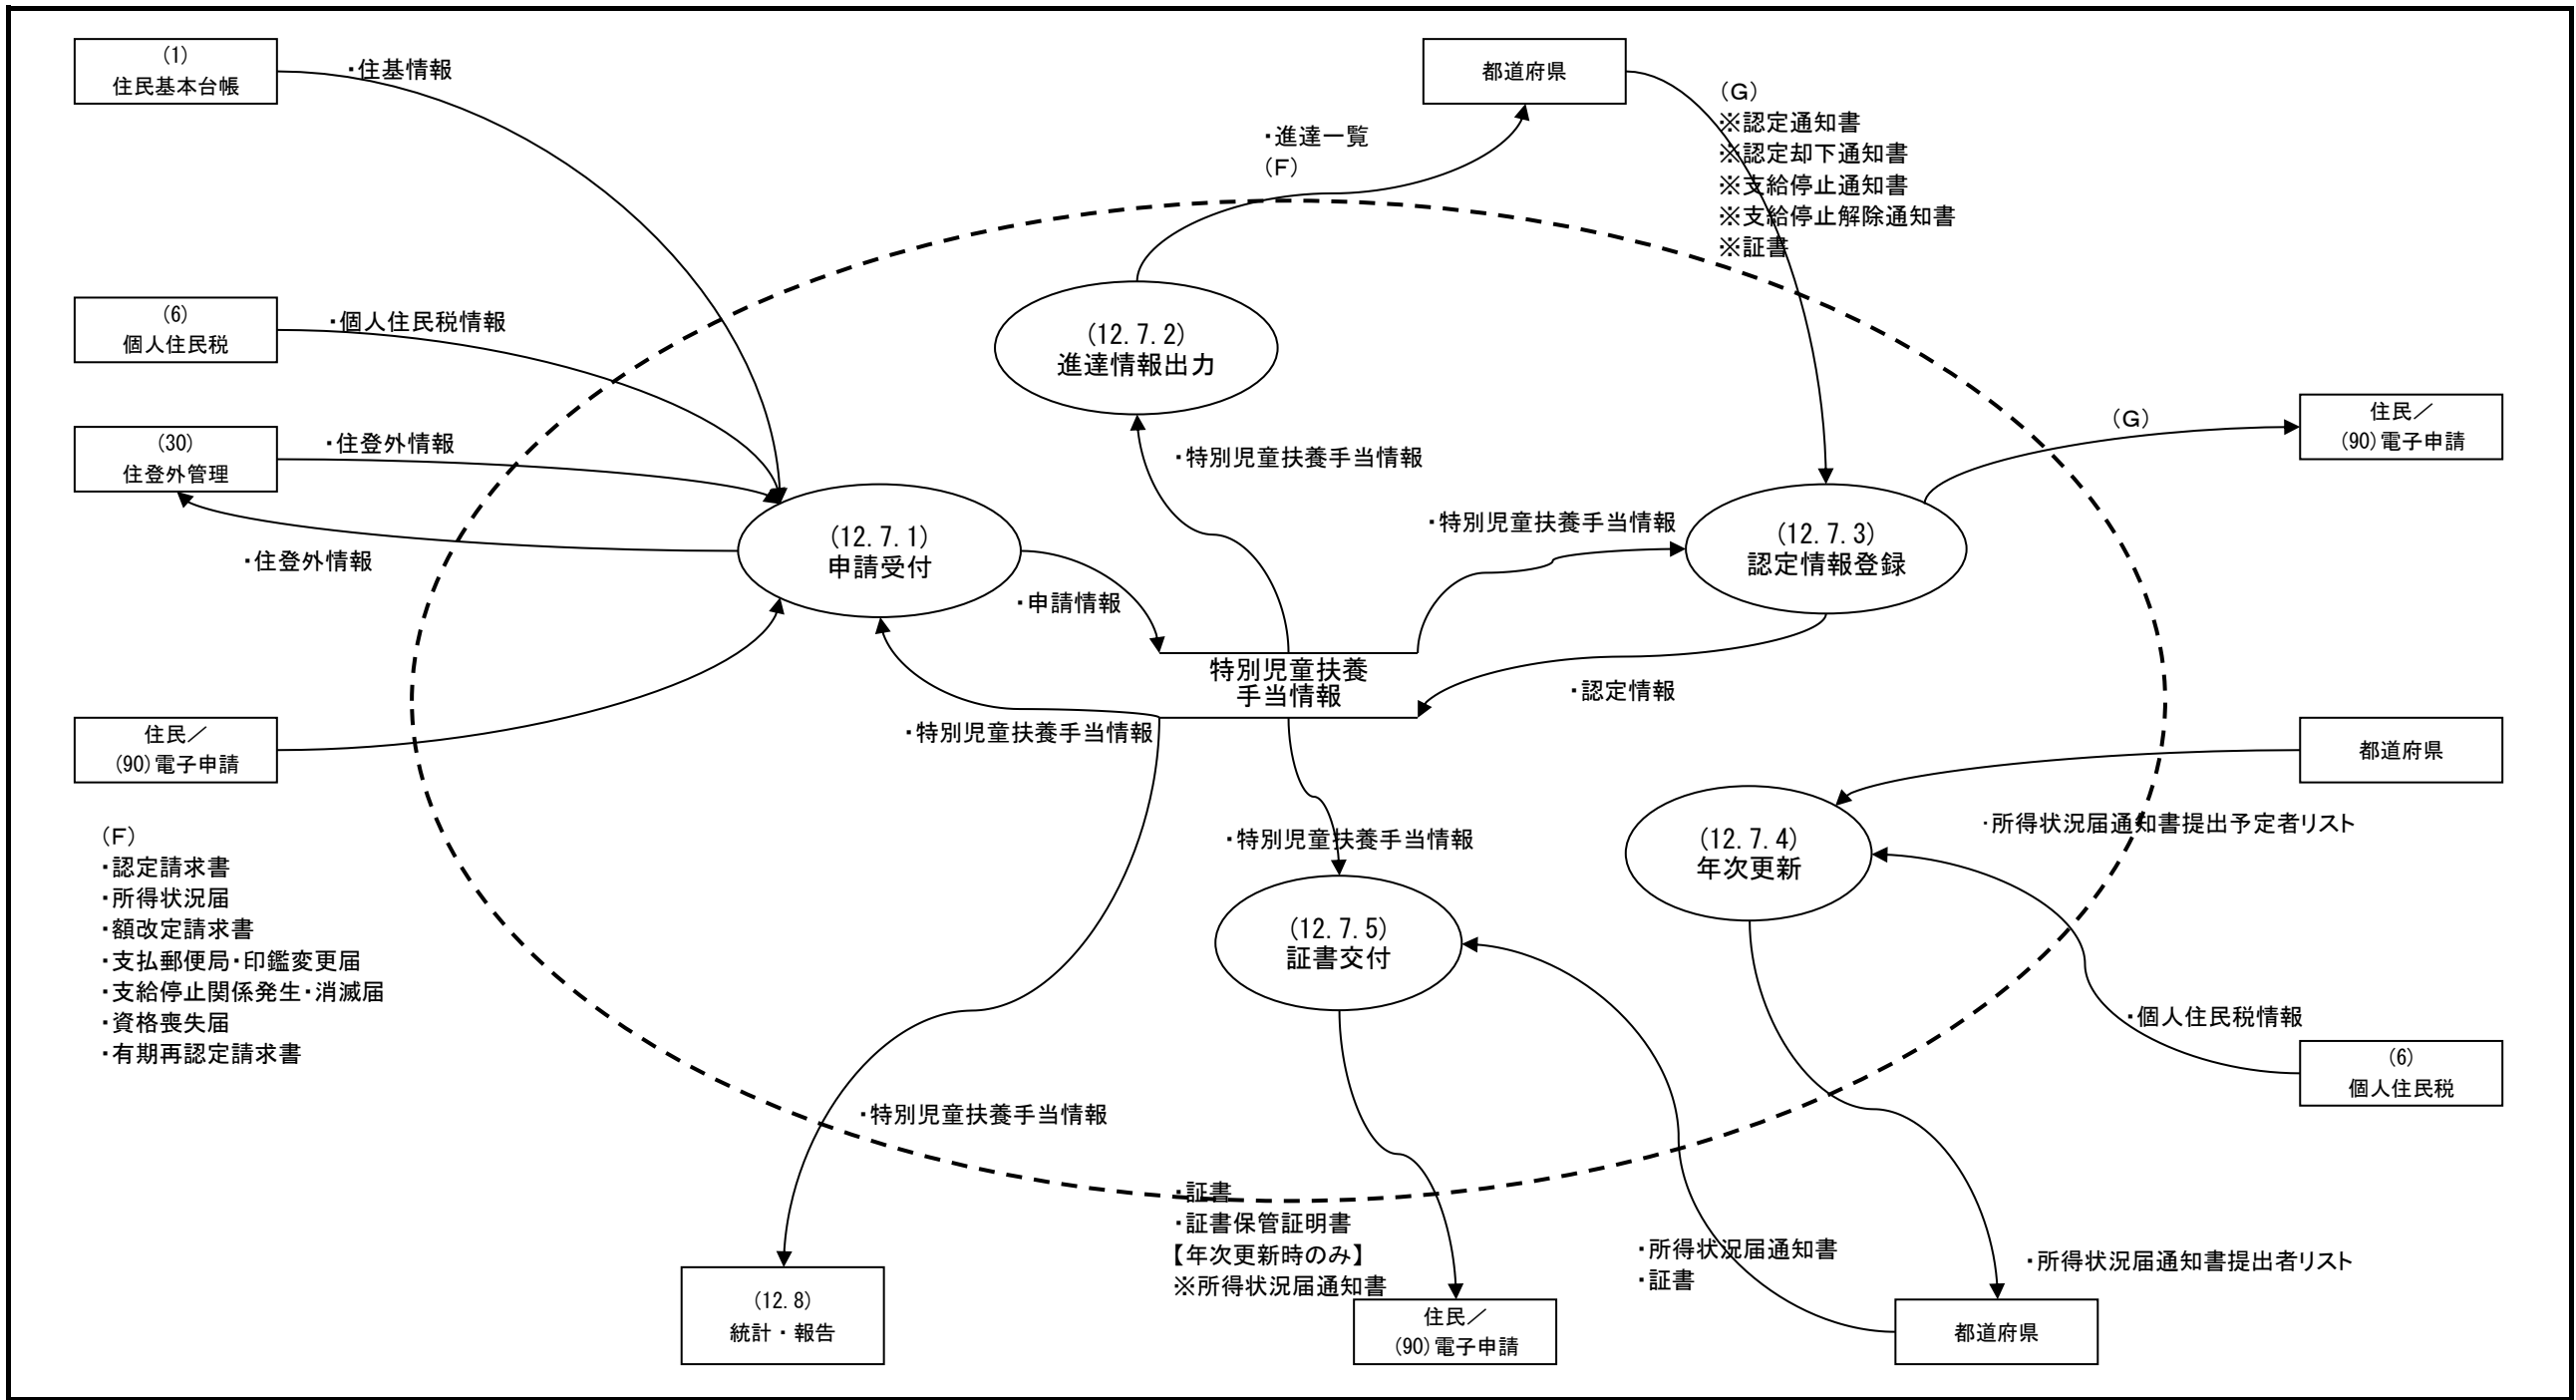 (1)
住民基本台帳
・住基情報
都道府県
・進達一覧
(F)
(G)
※認定通知書
※認定却下通知書
※支給停止通知書
※支給停止解除通知書
※証書
(6)
個人住民税
・個人住民税情報
(30)
住登外管理
・住登外情報
・住登外情報
(12.7.2)
進達情報出力
・特別児童扶養手当情報
(G)
住民／
(90)電子申請
(12.7.1)
申請受付
・申請情報
・特別児童扶養手当情報
(12.7.3)
認定情報登録
特別児童扶養
手当情報
・認定情報
・特別児童扶養手当情報
住民／
(90)電子申請
(F)
・認定請求書
・所得状況届
・額改定請求書
・支払郵便局・印鑑変更届
・支給停止関係発生・消滅届
・資格喪失届
・有期再認定請求書
都道府県
・所得状況届通知書提出予定者リスト
(12.7.4)
年次更新
・特別児童扶養手当情報
(12.7.5)
証書交付
・個人住民税情報
(6)
個人住民税
・特別児童扶養手当情報
(12.8)
統計・報告
・証書
・証書保管証明書
【年次更新時のみ】
※所得状況届通知書
住民／
(90)電子申請
・所得状況届通知書
・証書
・所得状況届通知書提出者リスト
都道府県